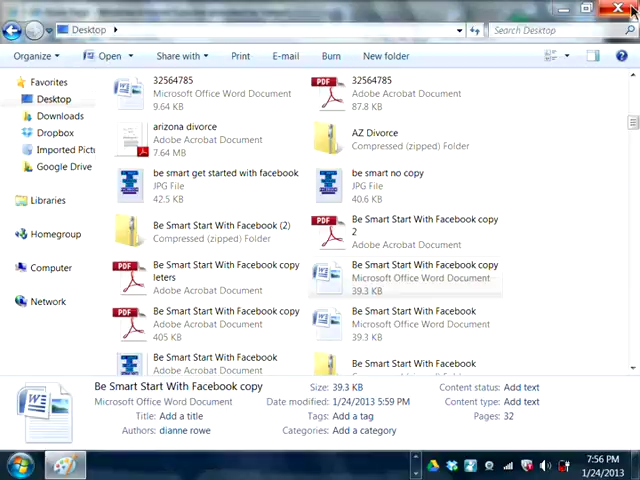 Desktop
Search Desktop
Organize
Open
Share with
Print
E-mail
Burn
New folder
Favorites
Desktop
Downloads
Dropbox
Imported Pictu
Google Drive
Libraries
Homegroup
Computer
Network
32564785
Microsoft Office Word Document
9.64 KB
PDF
32564785
Adobe Acrobat Document
87.8 KB
arizona divorce
Adobe Acrobat Document
7.64 MB
AZ Divorce
Compressed (zipped) Folder
be smart get started with facebook
JPG File
42.5 KB
be smart no copy
JPG File
40.6 KB
Be Smart Start With Facebook (2)
Compressed (zipped) Folder
PDF
Be Smart Start With Facebook copy
2
Adobe Acrobat Document
PDF
Be Smart Start With Facebook copy
leters
Adobe Acrobat Document
Be Smart Start With Facebook copy
Microsoft Office Word Document
39.3 KB
PDF
Be Smart Start With Facebook copy
Adobe Acrobat Document
405 KB
Be Smart Start With Facebook
Microsoft Office Word Document
39.3 KB
Be Smart Start With Facebook
Be Smart Start With Facebook
Be Smart Start With Facebook copy
Microsoft Office Word Document
Title: Add a title
Authors: dianne rowe
Size: 39.3 KB
Date modified: 1/24/2013 5:59 PM
Tags: Add a tag
Categories: Add a category
Content status: Add text
Content type: Add text
Pages: 32
7:56 PM
1/24/2013